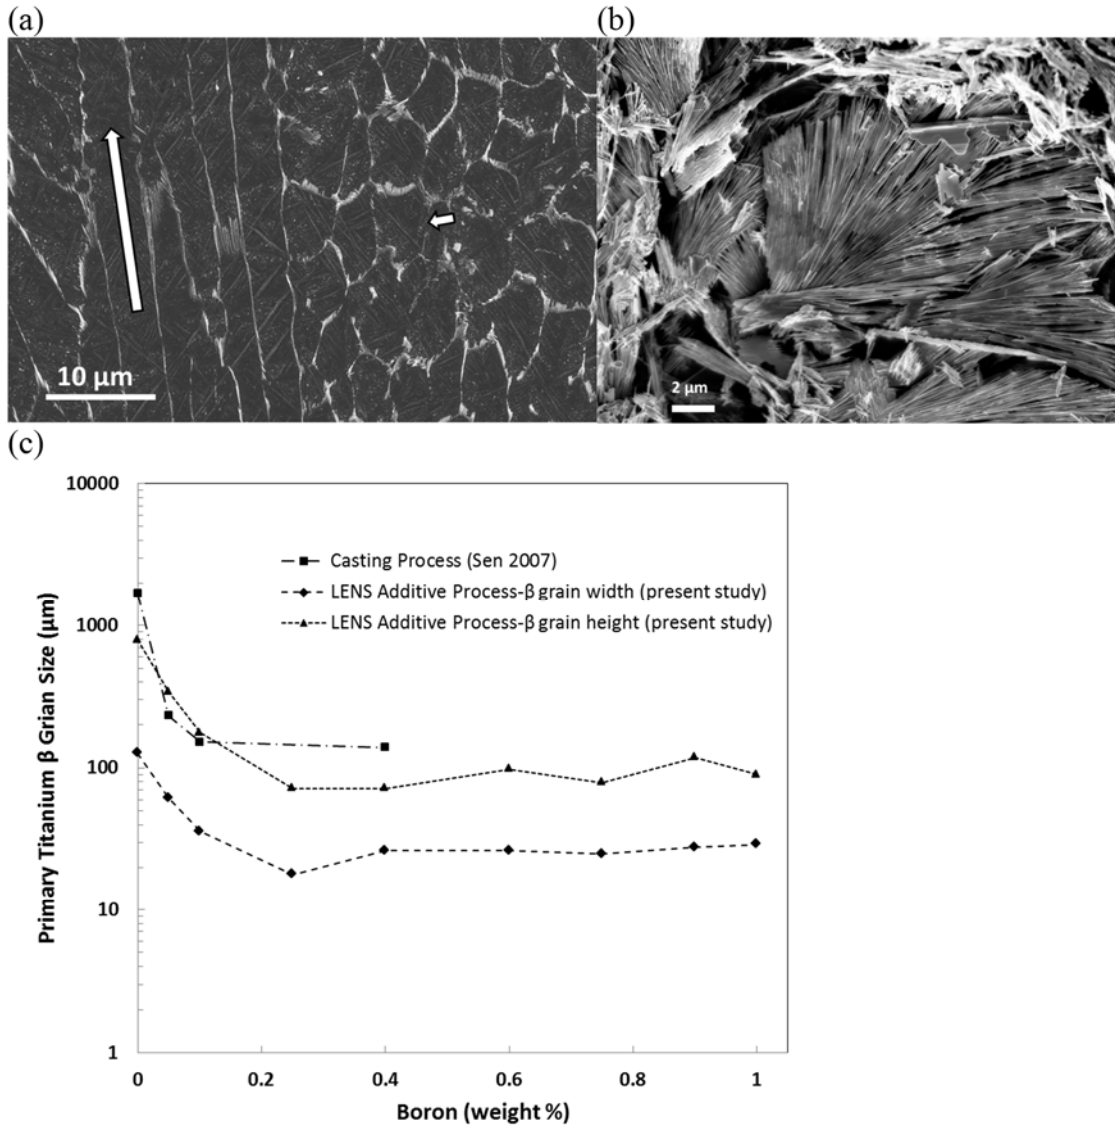 (a)
(b)
10 μm
2 μm
(c)
10000
1000
100
10
1
Primary Titanium β Grian Size (μm)
Casting Process (Sen 2007)
LENS Additive Process-β grain width (present study)
LENS Additive Process-β grain height (present study)
0 0.2 0.4 0.6 0.8 1
Boron (weight %)